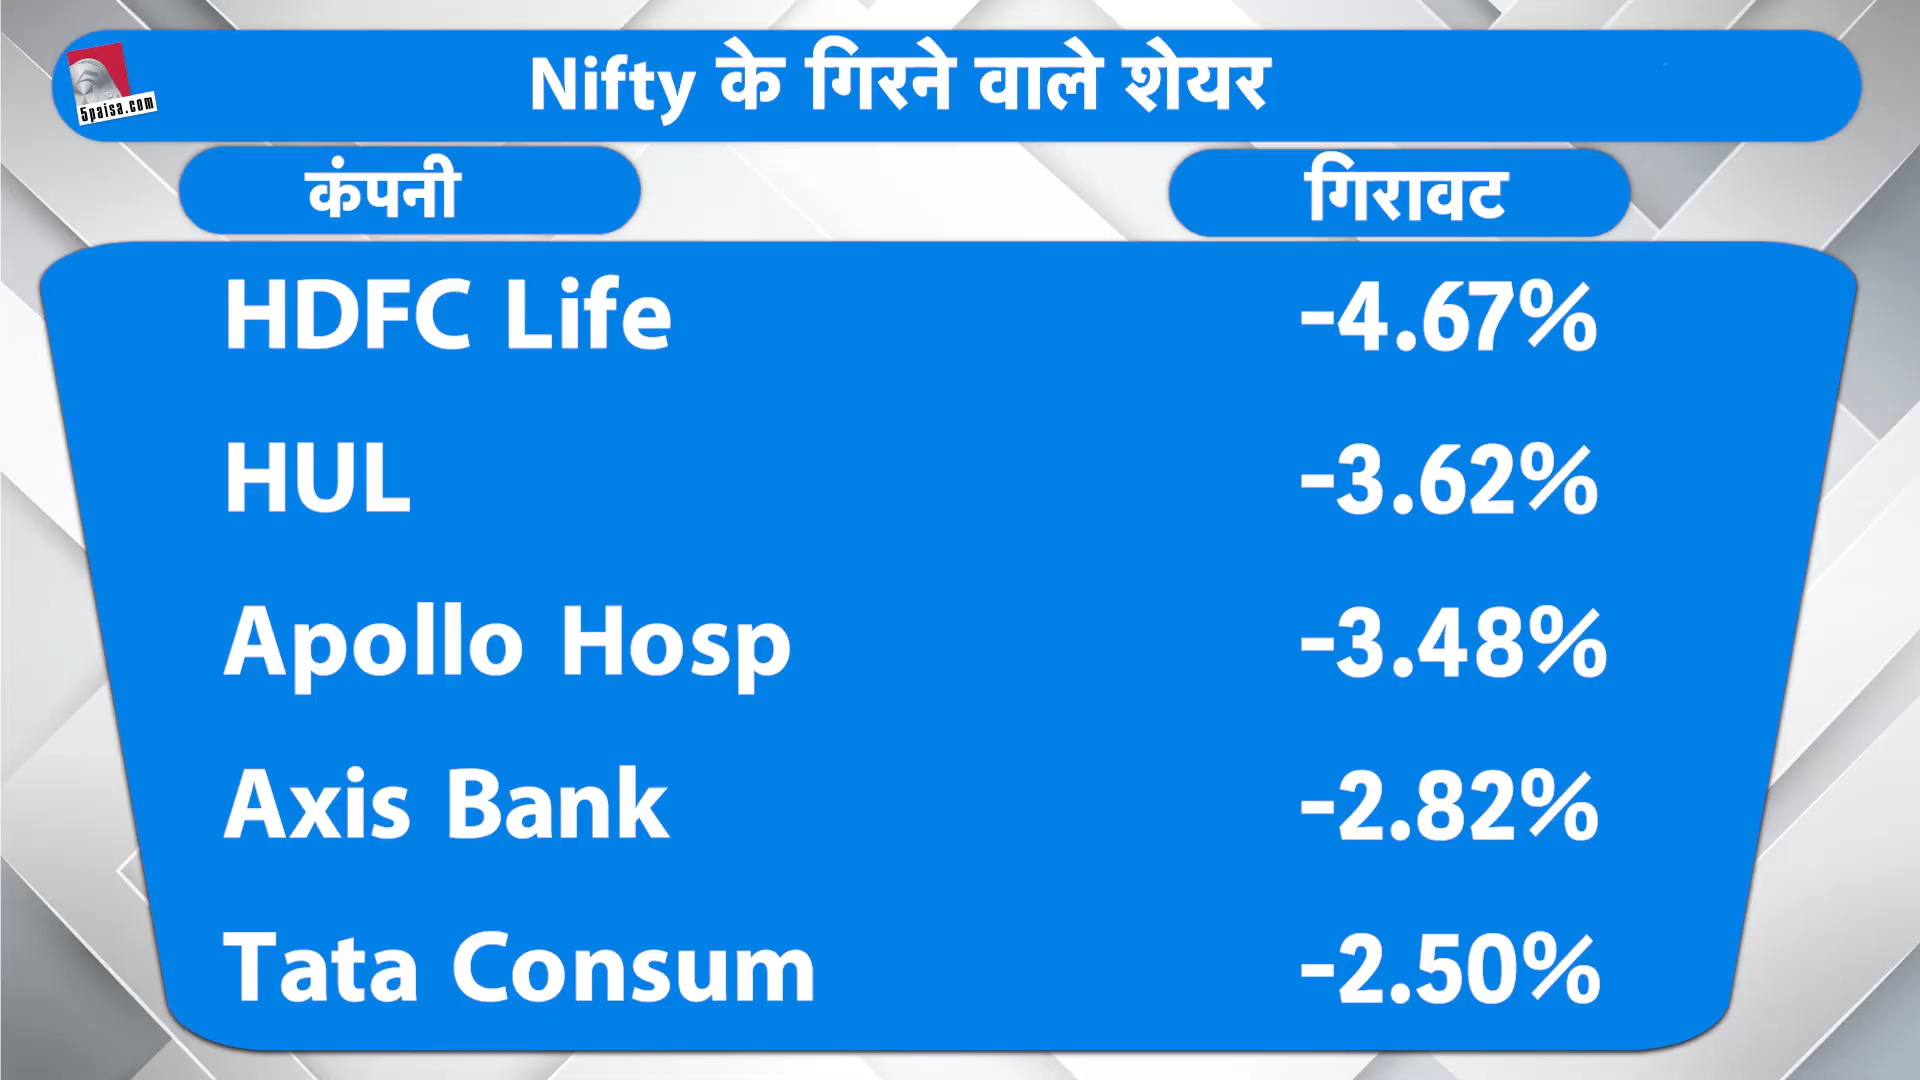 Nifty के गिरने वाले शेयर
5paisa.com
कंपनी गिरावट
HDFC Life -4.67%
HUL -3.62%
Apollo Hosp -3.48%
Axis Bank -2.82%
Tata Consum -2.50%